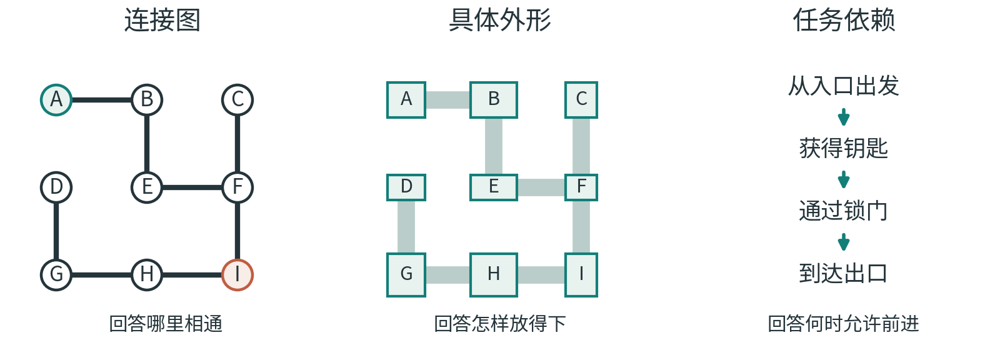 连接图
A
B
C
D
E
F
G
H
I
回答哪里相通
具体外形
A
B
C
D
E
F
G
H
I
回答怎样放得下
任务依赖
从入口出发
获得钥匙
通过锁门
到达出口
回答何时允许前进